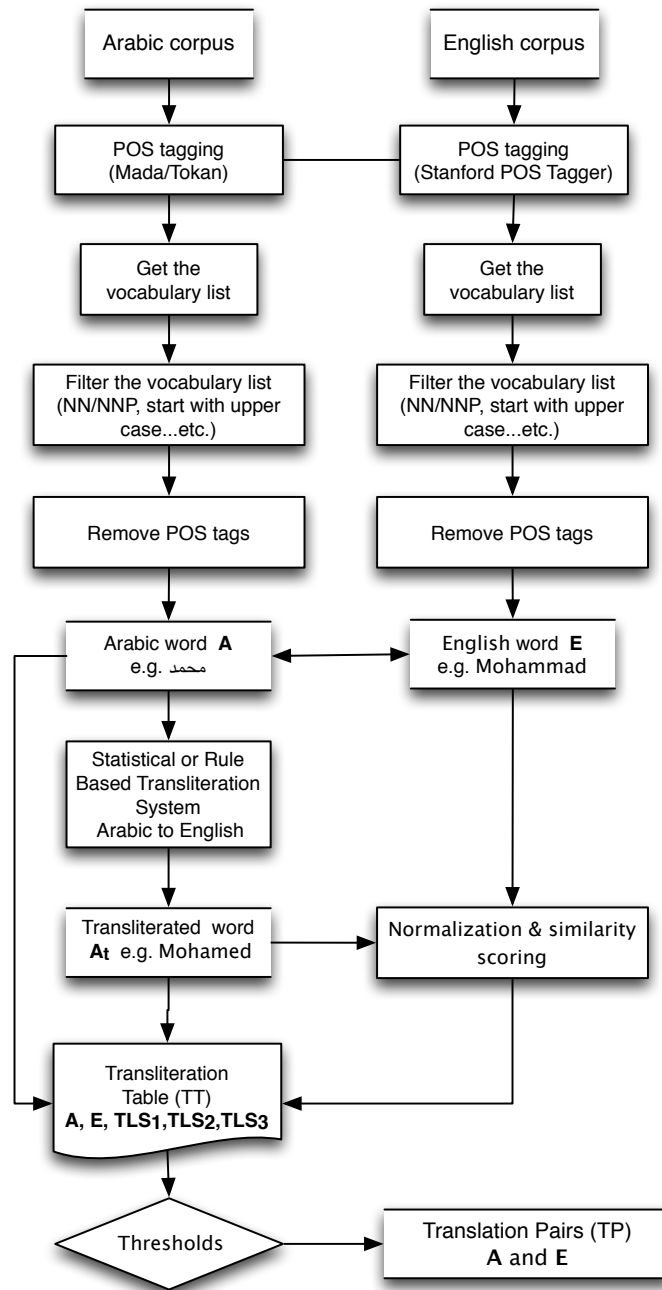 Arabic corpus
English corpus
POS tagging
(Mada/Tokan)
POS tagging
(Stanford POS Tagger)
Get the
vocabulary list
Get the
vocabulary list
Filter the vocabulary list
(NN/NNP, start with upper
case...etc.)
Filter the vocabulary list
(NN/NNP, start with upper
case...etc.)
Remove POS tags
Remove POS tags
Arabic word A
e.g. محمد
English word E
e.g. Mohammad
Statistical or Rule
Based Transliteration
System
Arabic to English
Transliterated word
At e.g. Mohamed
Normalization & similarity
scoring
Transliteration
Table (TT)
A, E, TLS1,TLS2,TLS3
Thresholds
Translation Pairs (TP)
A and E